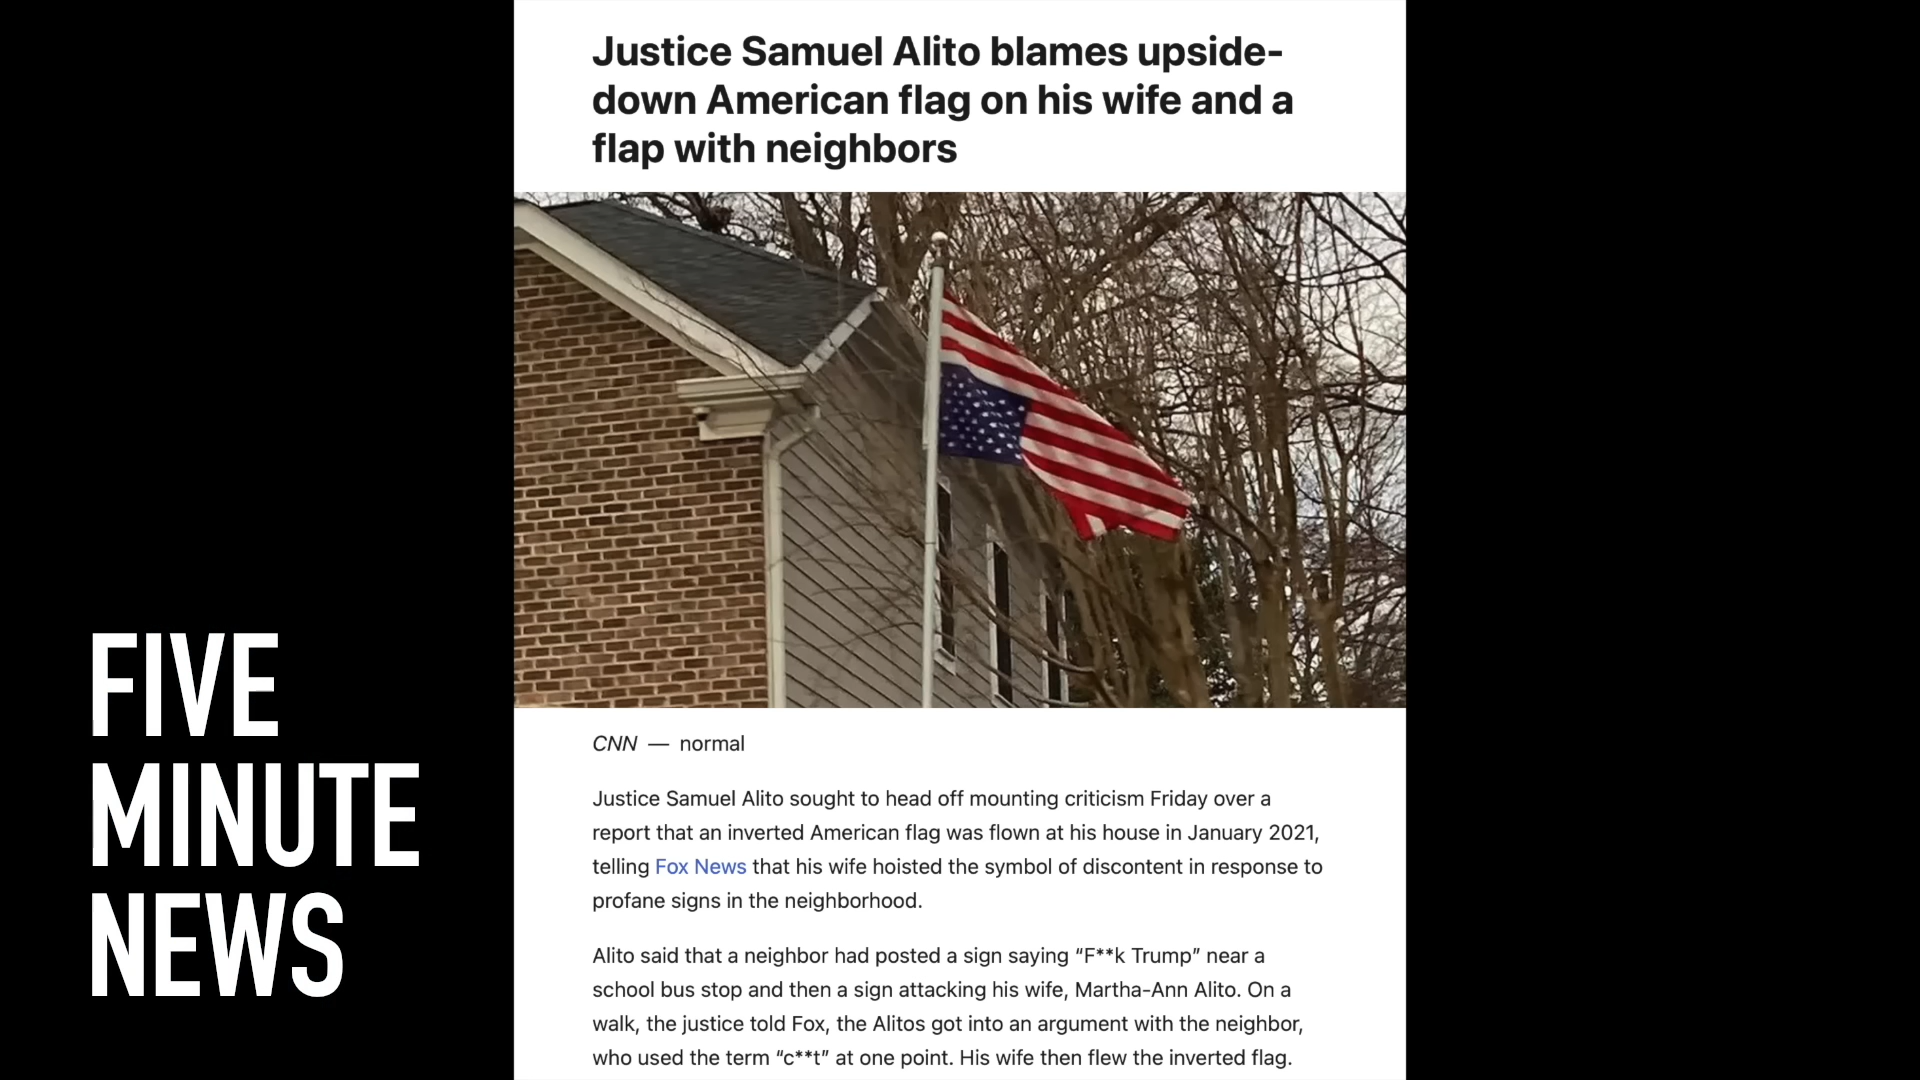 Justice Samuel Alito blames upside-
down American flag on his wife and a
flap with neighbors
CNN — normal
Justice Samuel Alito sought to head off mounting criticism Friday over a
report that an inverted American flag was flown at his house in January 2021,
telling Fox News that his wife hoisted the symbol of discontent in response to
profane signs in the neighborhood.
Alito said that a neighbor had posted a sign saying “F**k Trump” near a
school bus stop and then a sign attacking his wife, Martha-Ann Alito. On a
walk, the justice told Fox, the Alitos got into an argument with the neighbor,
who used the term “c**t” at one point. His wife then flew the inverted flag.
FIVE
MINUTE
NEWS